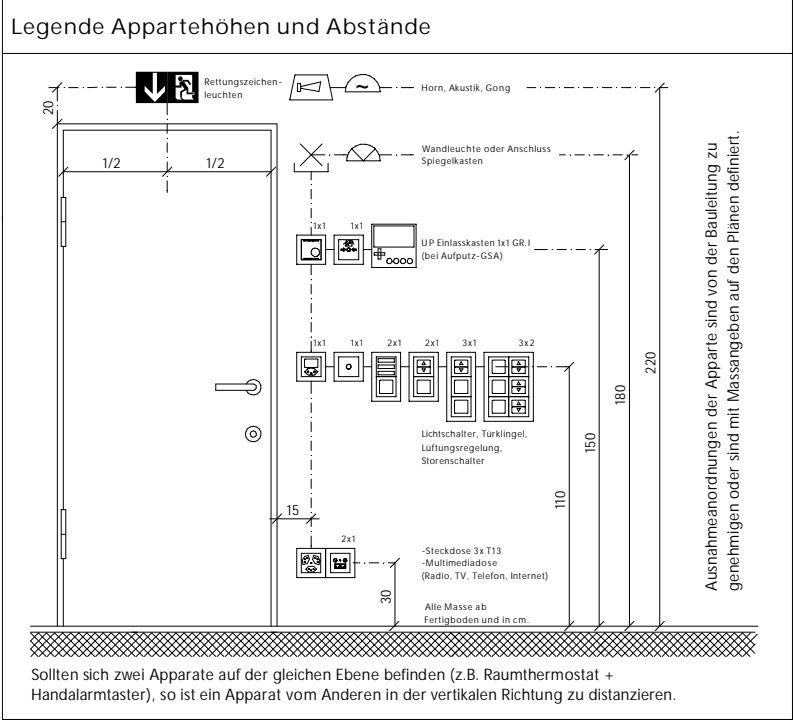 Legende Appartehöhen und Abstände
Rettungszeichen-
leuchten
Horn, Akustik, Gong
20
1/2
1/2
Wandleuchte oder Anschluss
Spiegelkasten
1x1
1x1
UP Einlasskasten 1x1 GR.I
(bei Aufputz-GSA)
1x1
1x1
2x1
2x1
3x1
3x2
Lichtschalter, Türklingel,
Lüftungsregelung,
Storenschalter
15
2x1
-Steckdose 3x T13
-Multimediadose
(Radio, TV, Telefon, Internet)
30
110
150
180
220
Alle Masse ab
Fertigboden und in cm.
Ausnahmeanordnungen der Apparte sind von der Bauleitung zu
genehmigen oder sind mit Massangeben auf den Plänen definiert.
Sollten sich zwei Apparate auf der gleichen Ebene befinden (z.B. Raumthermostat +
Handalarmtaster), so ist ein Apparat vom Anderen in der vertikalen Richtung zu distanzieren.